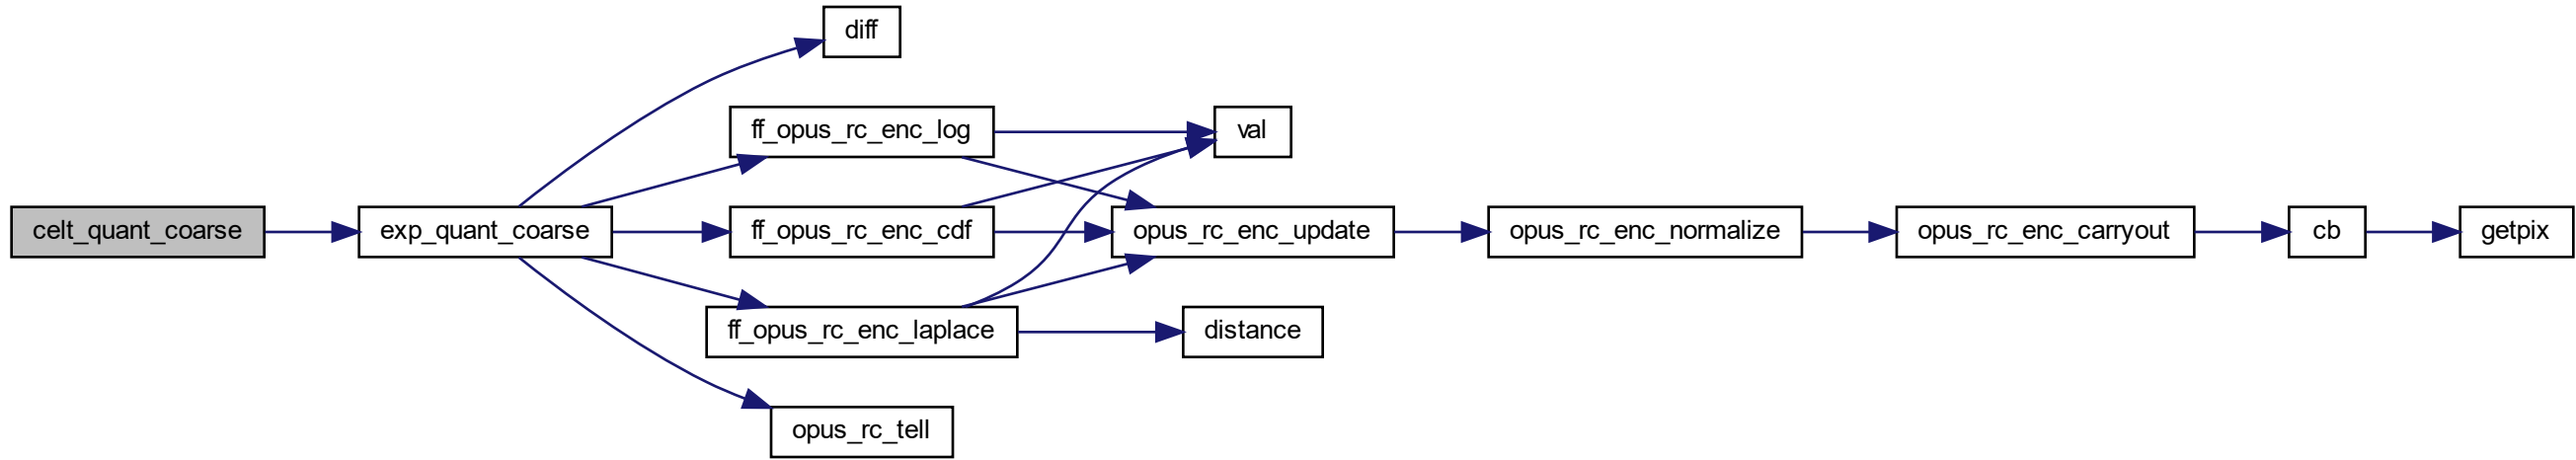 diff
ff_opus_rc_enc_log
val
celt_quant_coarse
exp_quant_coarse
ff_opus_rc_enc_cdf
opus_rc_enc_update
opus_rc_enc_normalize
opus_rc_enc_carryout
cb
getpix
ff_opus_rc_enc_laplace
distance
opus_rc_tell